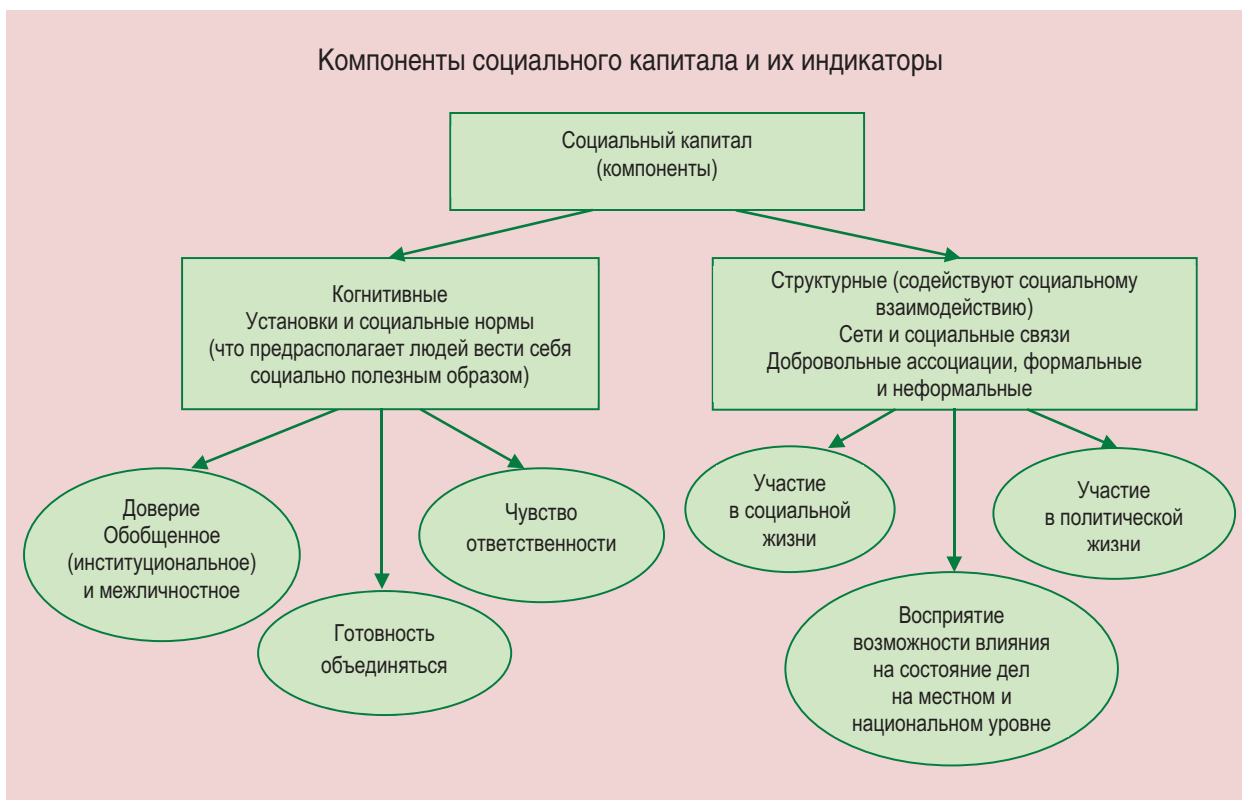 Компоненты социального капитала и их индикаторы
Социальный капитал
(компоненты)
Когнитивные
Установки и социальные нормы
(что предрасполагает людей вести себя
социально полезным образом)
Структурные (содействуют социальному
взаимодействию)
Сети и социальные связи
Добровольные ассоциации, формальные
и неформальные
Доверие
Обобщенное
(институциональное)
и межличностное
Готовность
объединяться
Чувство
ответственности
Участие
в социальной
жизни
Восприятие
возможности влияния
на состояние дел
на местном и
национальном уровне
Участие
в политической
жизни